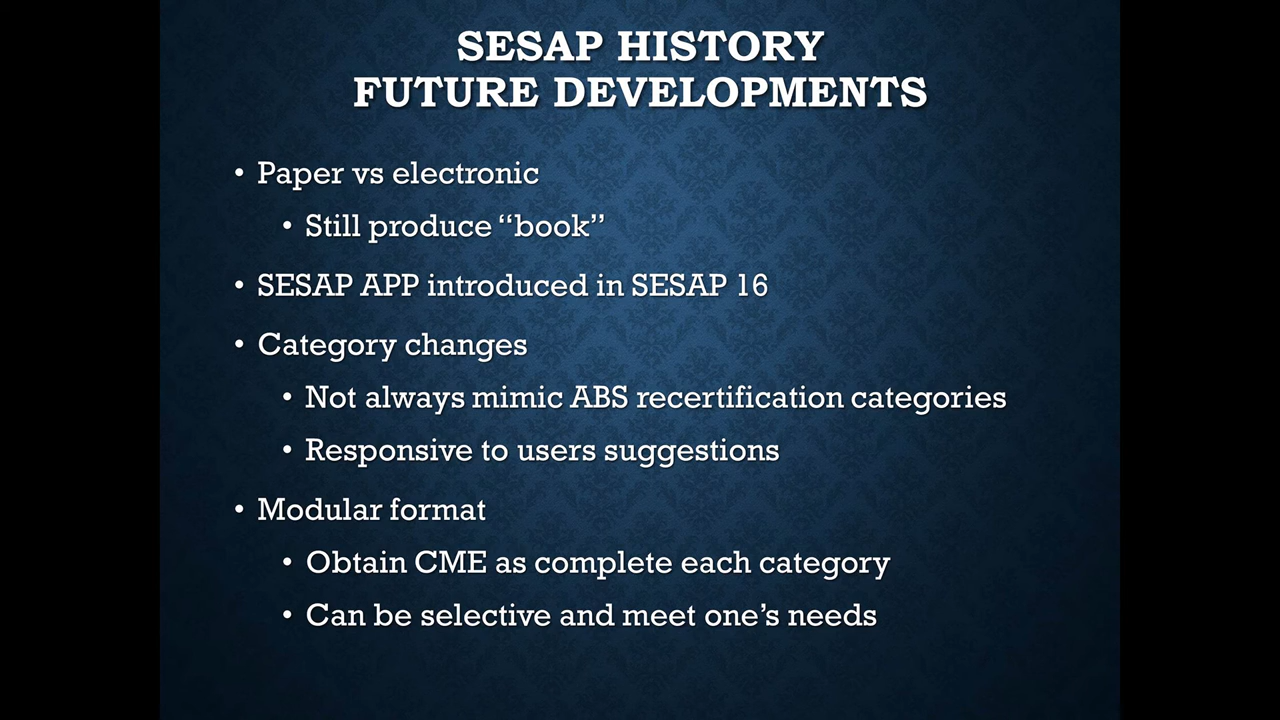 SESAP HISTORY
FUTURE DEVELOPMENTS
• Paper vs electronic
• Still produce “book”
• SESAP APP introduced in SESAP 16
• Category changes
• Not always mimic ABS recertification categories
• Responsive to users suggestions
• Modular format
• Obtain CME as complete each category
• Can be selective and meet one’s needs